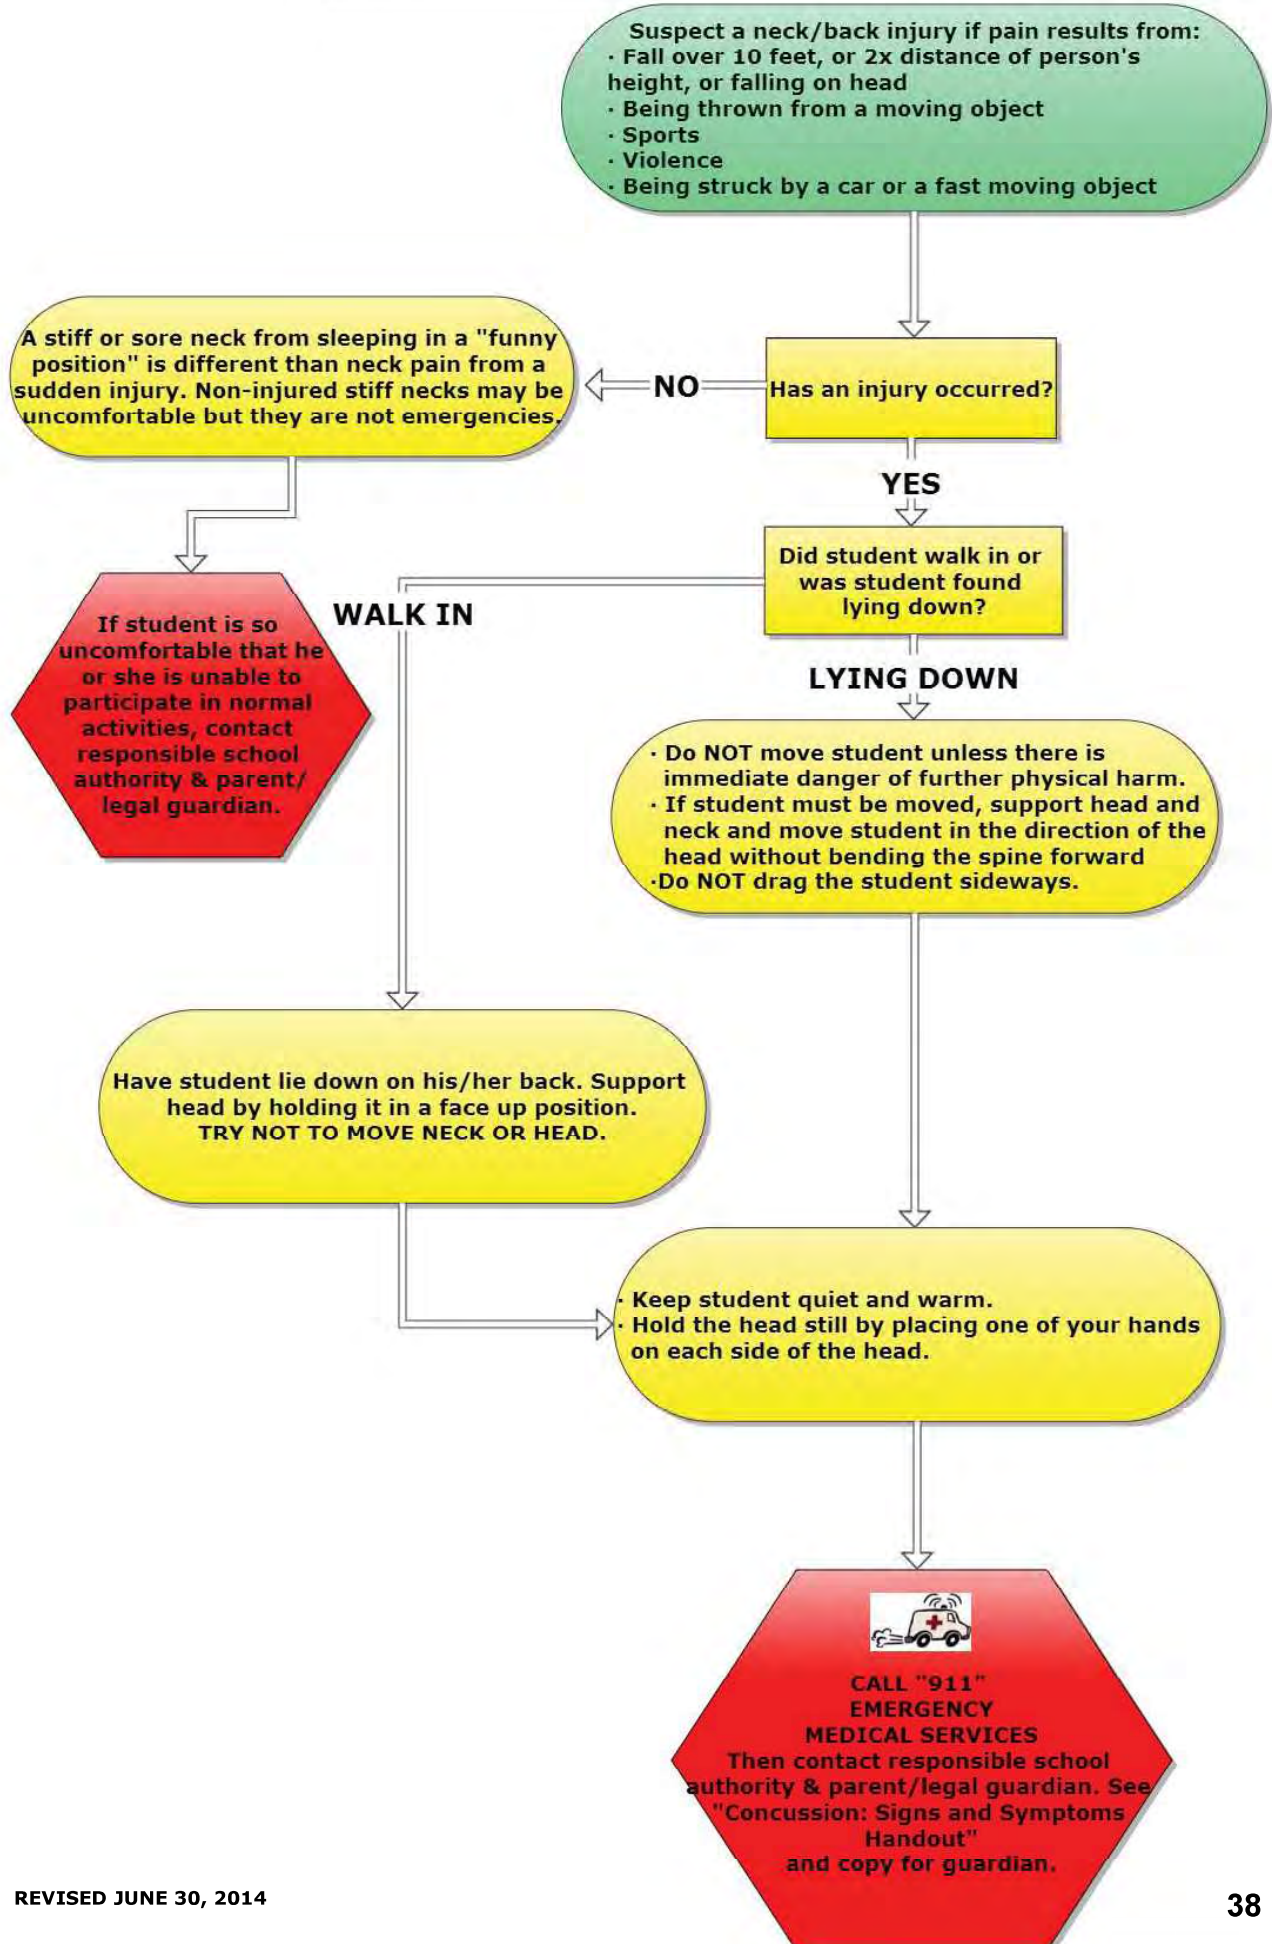 Suspect a neck/back injury if pain results from:
· Fall over 10 feet, or 2x distance of person's
height, or falling on head
· Being thrown from a moving object
· Sports
· Violence
· Being struck by a car or a fast moving object
A stiff or sore neck from sleeping in a "funny
position" is different than neck pain from a
sudden injury. Non-injured stiff necks may be
uncomfortable but they are not emergencies.
NO
Has an injury occurred?
YES
Did student walk in or
was student found
lying down?
WALK IN
If student is so
uncomfortable that he
or she is unable to
participate in normal
activities, contact
responsible school
authority & parent/
legal guardian.
LYING DOWN
· Do NOT move student unless there is
immediate danger of further physical harm.
· If student must be moved, support head and
neck and move student in the direction of the
head without bending the spine forward
·Do NOT drag the student sideways.
Have student lie down on his/her back. Support
head by holding it in a face up position.
TRY NOT TO MOVE NECK OR HEAD.
· Keep student quiet and warm.
· Hold the head still by placing one of your hands
on each side of the head.
CALL "911"
EMERGENCY
MEDICAL SERVICES
Then contact responsible school
authority & parent/legal guardian. See
"Concussion: Signs and Symptoms
Handout"
and copy for guardian.
REVISED JUNE 30, 2014
38